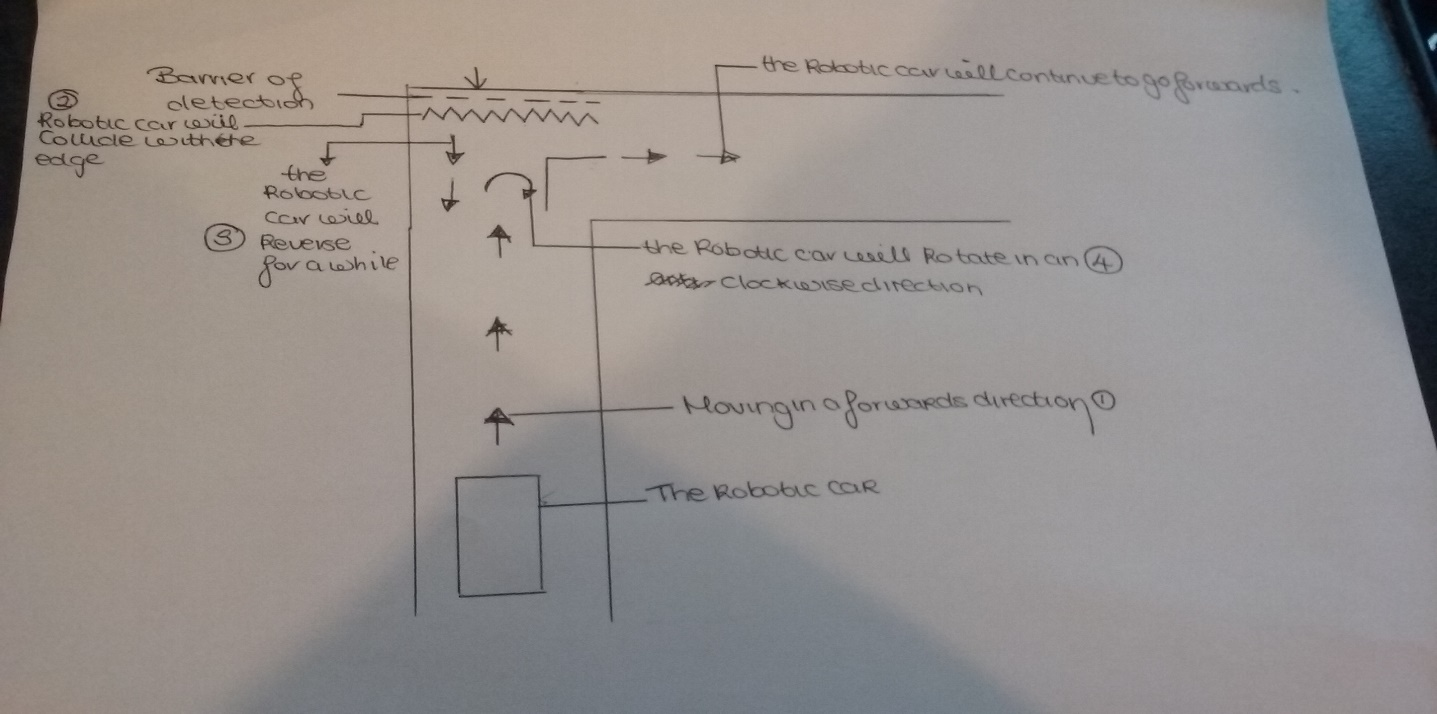 the Robotic car will continue to go forwards.
Barrier of
detection
②
Robotic car will
Collide with the
edge
the
Robotic
car will
③ Reverse
for a while
the Robotic car will Rotate in an ④
clockwise direction
Moving in a forwards direction ①
The Robotic CAR